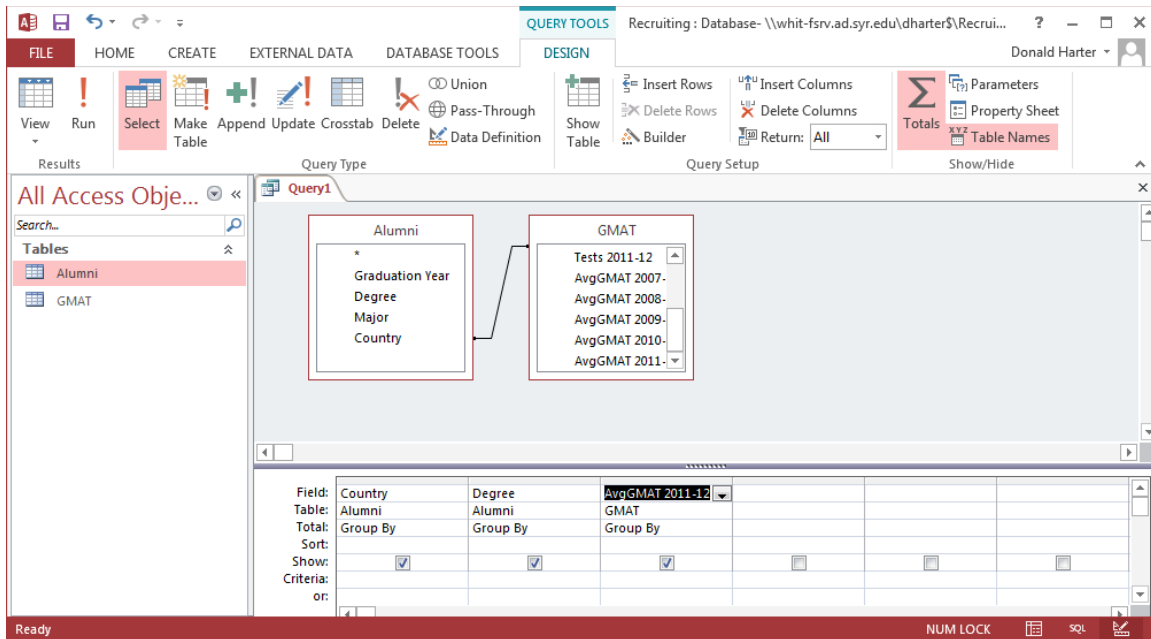 QUERY TOOLS Recruiting : Database- \\whit-fsrv.ad.syr.edu\dharter$\Recrui... ?
FILE HOME CREATE EXTERNAL DATA DATABASE TOOLS DESIGN Donald Harter
View Run Select Make Table Append Update Crosstab Delete Union Pass-Through Data Definition
Show Table Insert Rows Delete Rows Builder Insert Columns Delete Columns Return: All
Totals Parameters Property Sheet Table Names
Results Query Type Query Setup Show/Hide
All Access Obje... «
Search...
Tables
Alumni
GMAT
Query1
Alumni
*
Graduation Year
Degree
Major
Country
GMAT
Tests 2011-12
AvgGMAT 2007-
AvgGMAT 2008-
AvgGMAT 2009-
AvgGMAT 2010-
AvgGMAT 2011-
Field: Country Degree AvgGMAT 2011-12
Table: Alumni Alumni GMAT
Total: Group By Group By Group By
Sort:
Show:
Criteria:
or:
Ready NUM LOCK SQL